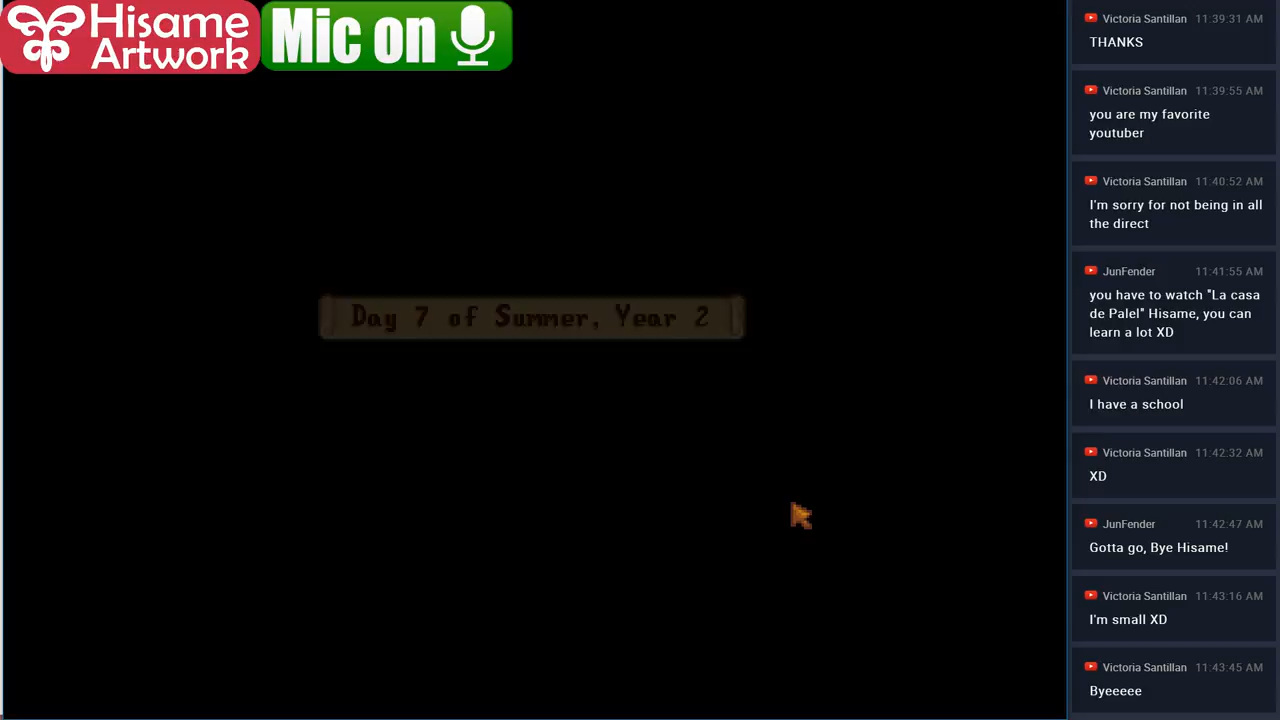 Hisame
Artwork
Mic on
Day 7 of Summer, Year 2
Victoria Santillan 11:39:31 AM
THANKS
Victoria Santillan 11:39:55 AM
you are my favorite
youtuber
Victoria Santillan 11:40:52 AM
I'm sorry for not being in all
the direct
JunFender 11:41:55 AM
you have to watch "La casa
de Palel" Hisame, you can
learn a lot XD
Victoria Santillan 11:42:06 AM
I have a school
Victoria Santillan 11:42:32 AM
XD
JunFender 11:42:47 AM
Gotta go, Bye Hisame!
Victoria Santillan 11:43:16 AM
I'm small XD
Victoria Santillan 11:43:45 AM
Byeeeee